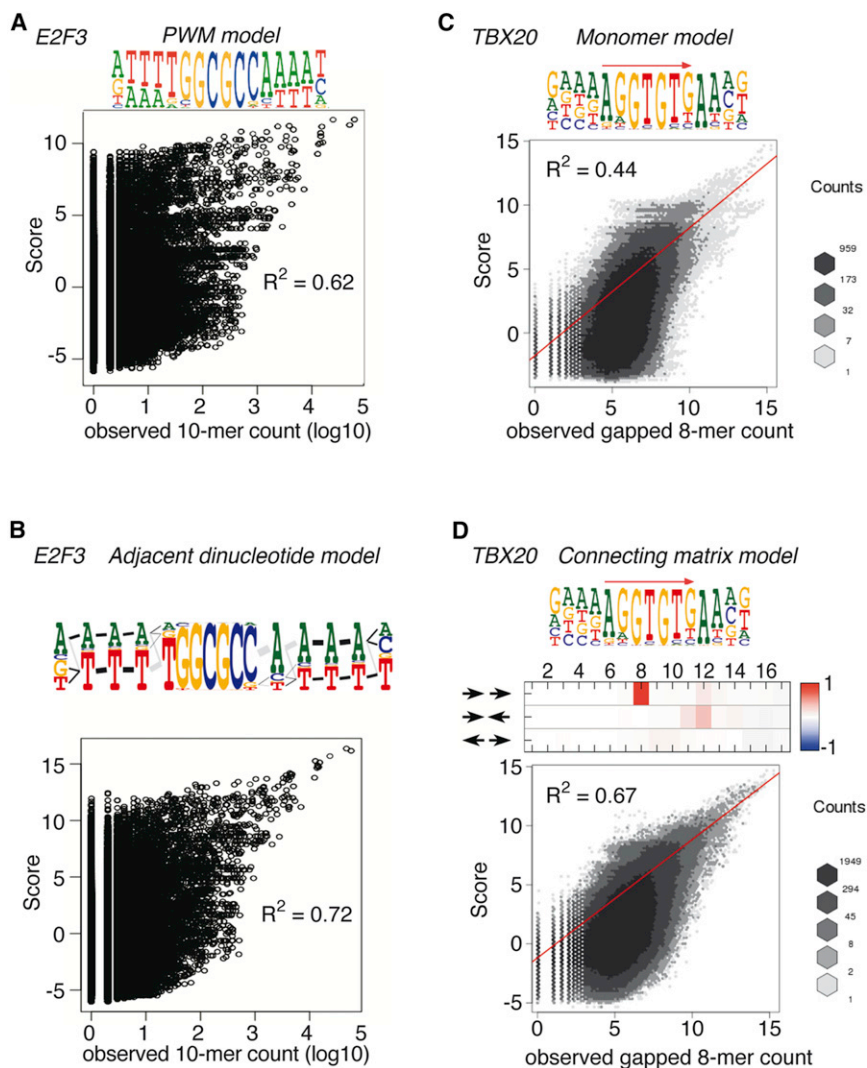 A
E2F3 PWM model
10
5
0
-5
Score
R² = 0.62
0 1 2 3 4 5
observed 10-mer count (log10)
B
E2F3 Adjacent dinucleotide model
GGCGCC
15
10
5
0
-5
Score
R² = 0.72
0 1 2 3 4 5
observed 10-mer count (log10)
C
TBX20 Monomer model
AGGTGTGAA
15
10
5
0
Score
R² = 0.44
0 5 10 15
observed gapped 8-mer count
Counts
959
173
32
7
1
D
TBX20 Connecting matrix model
AGGTGTGAA
2 4 6 8 10 12 14 16
1
-1
15
10
5
0
-5
Score
R² = 0.67
0 5 10 15
observed gapped 8-mer count
Counts
1949
294
45
8
2
1